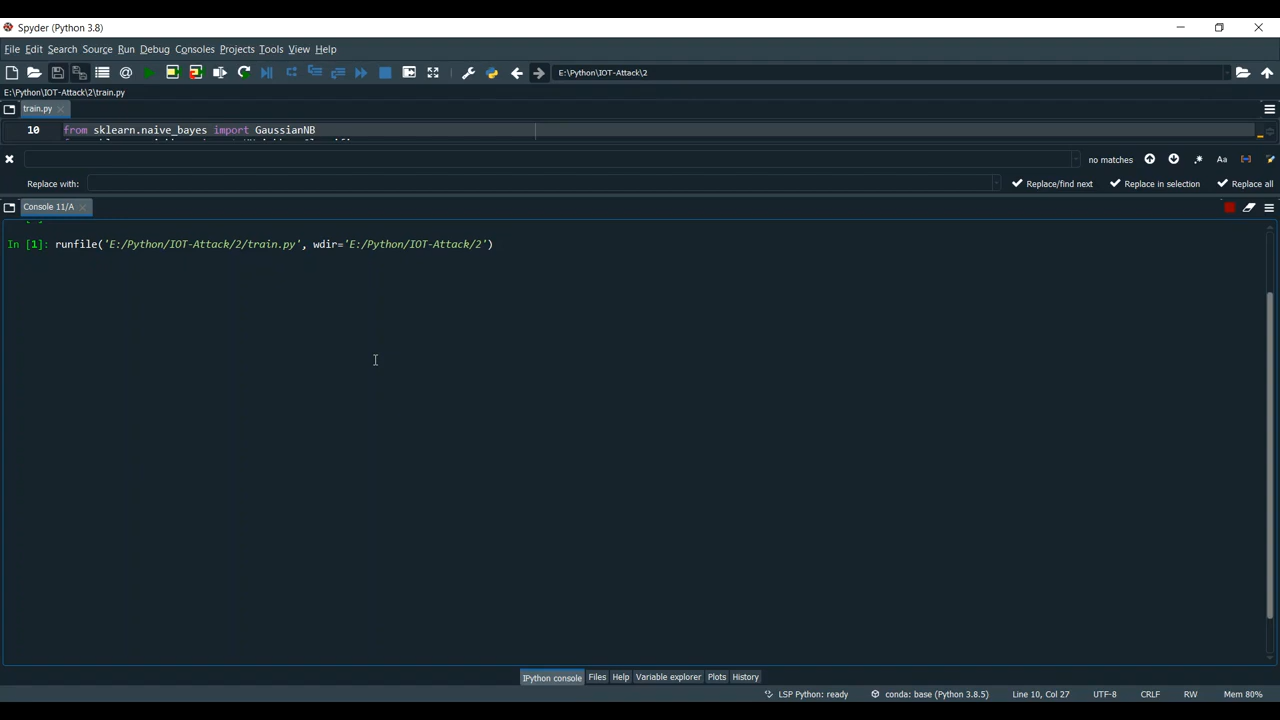 Spyder (Python 3.8)
File Edit Search Source Run Debug Consoles Projects Tools View Help
E:\Python\IOT-Attack\2
E:\Python\IOT-Attack\2\train.py
train.py
10 from sklearn.naive_bayes import GaussianNB
no matches Aa
Replace with: Replace/find next Replace in selection Replace all
Console 11/A
In [1]: runfile('E:/Python/IOT-Attack/2/train.py', wdir='E:/Python/IOT-Attack/2')
IPython console Files Help Variable explorer Plots History
LSP Python: ready conda: base (Python 3.8.5) Line 10, Col 27 UTF-8 CRLF RW Mem 80%